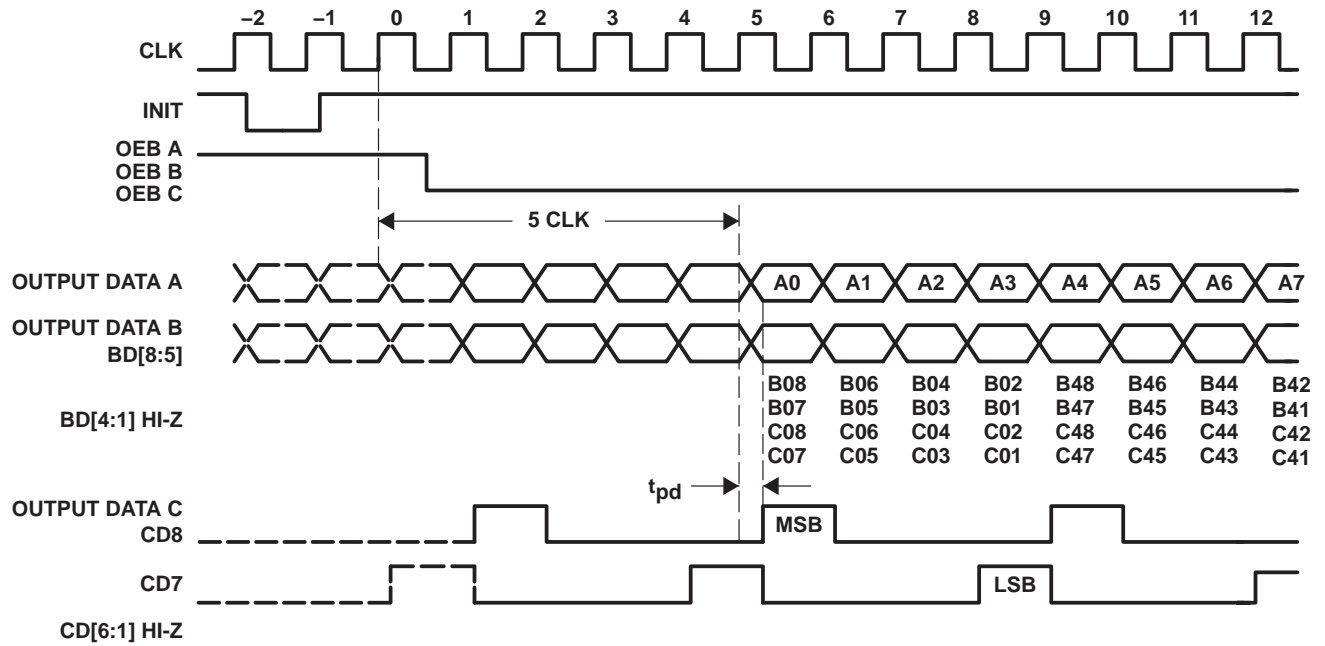 –2 –1 0 1 2 3 4 5 6 7 8 9 10 11 12
CLK
INIT
OEB A
OEB B
OEB C
5 CLK
OUTPUT DATA A A0 A1 A2 A3 A4 A5 A6 A7
OUTPUT DATA B
BD[8:5]
B08 B06 B04 B02 B48 B46 B44 B42
BD[4:1] HI-Z B07 B05 B03 B01 B47 B45 B43 B41
C08 C06 C04 C02 C48 C46 C44 C42
C07 C05 C03 C01 C47 C45 C43 C41
tpd
OUTPUT DATA C
CD8 MSB
CD7 LSB
CD[6:1] HI-Z